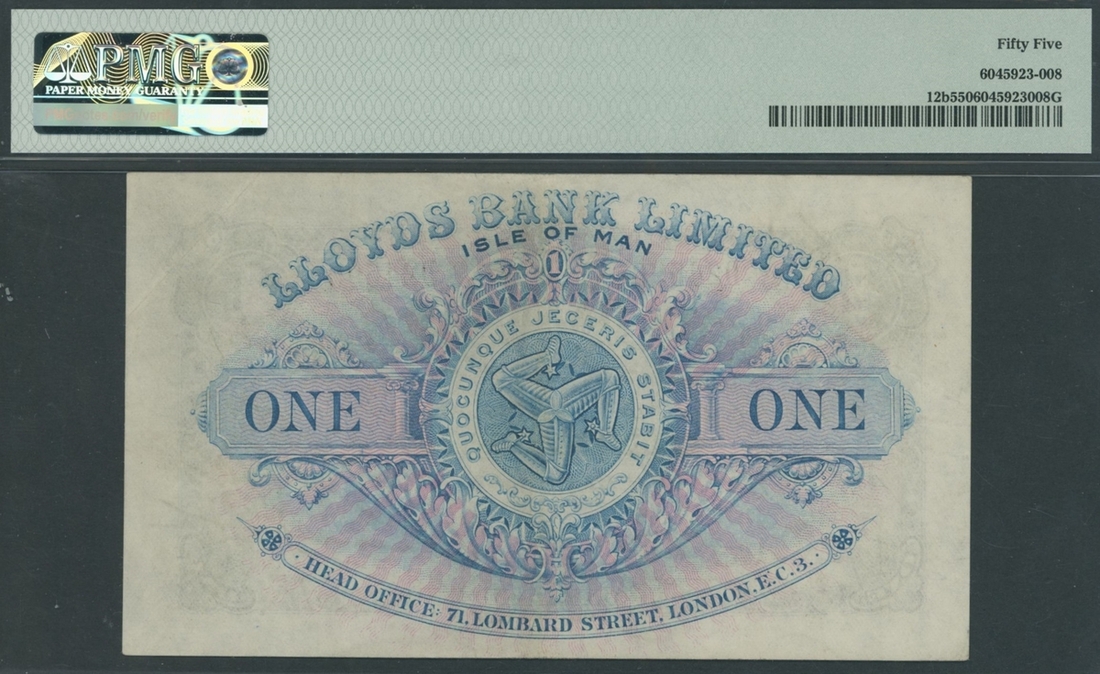 PMG
PAPER MONEY GUARANTY
Fifty Five
6045923-008
12b5506045923008G
LLOYDS BANK LIMITED
ISLE OF MAN
1
QUOCUNQUE JECERIS STABIT
ONE
ONE
HEAD OFFICE: 71, LOMBARD STREET, LONDON. E.C.3.